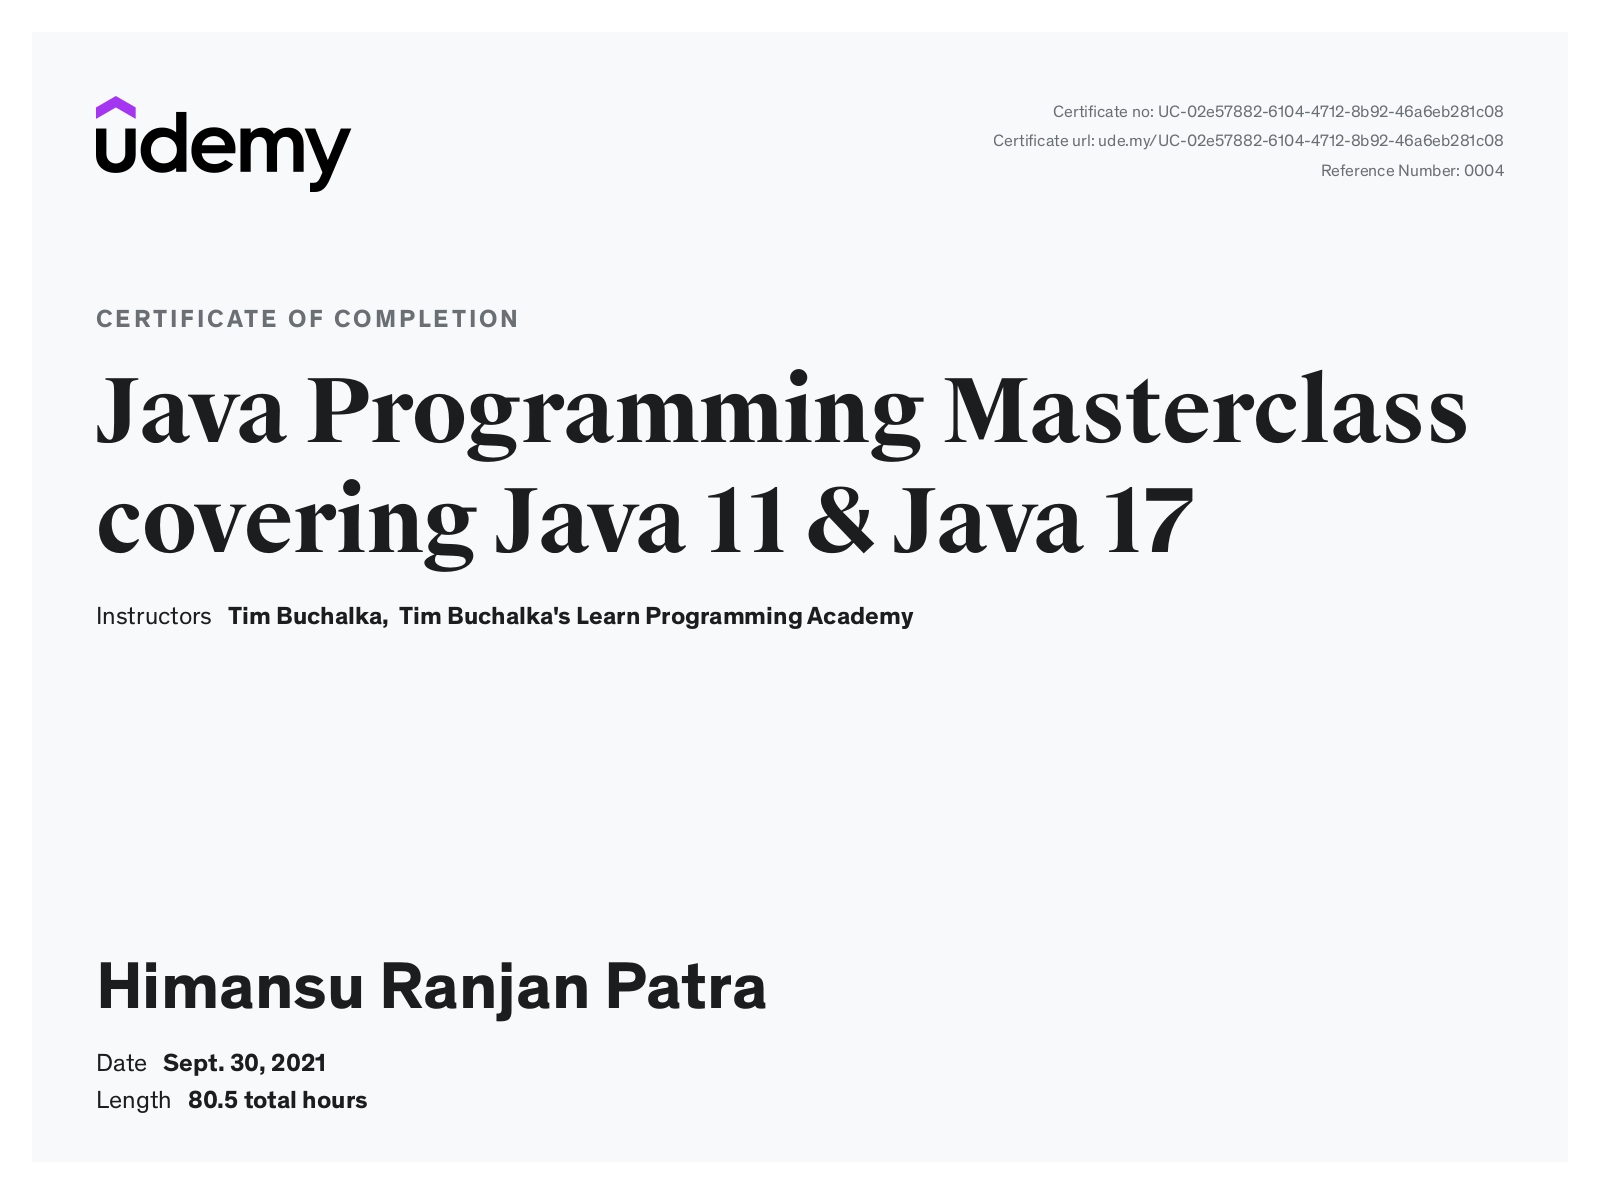 udemy
Certificate no: UC-02e57882-6104-4712-8b92-46a6eb281c08
Certificate url: ude.my/UC-02e57882-6104-4712-8b92-46a6eb281c08
Reference Number: 0004
CERTIFICATE OF COMPLETION
Java Programming Masterclass
covering Java 11 & Java 17
Instructors Tim Buchalka, Tim Buchalka's Learn Programming Academy
Himansu Ranjan Patra
Date Sept. 30, 2021
Length 80.5 total hours